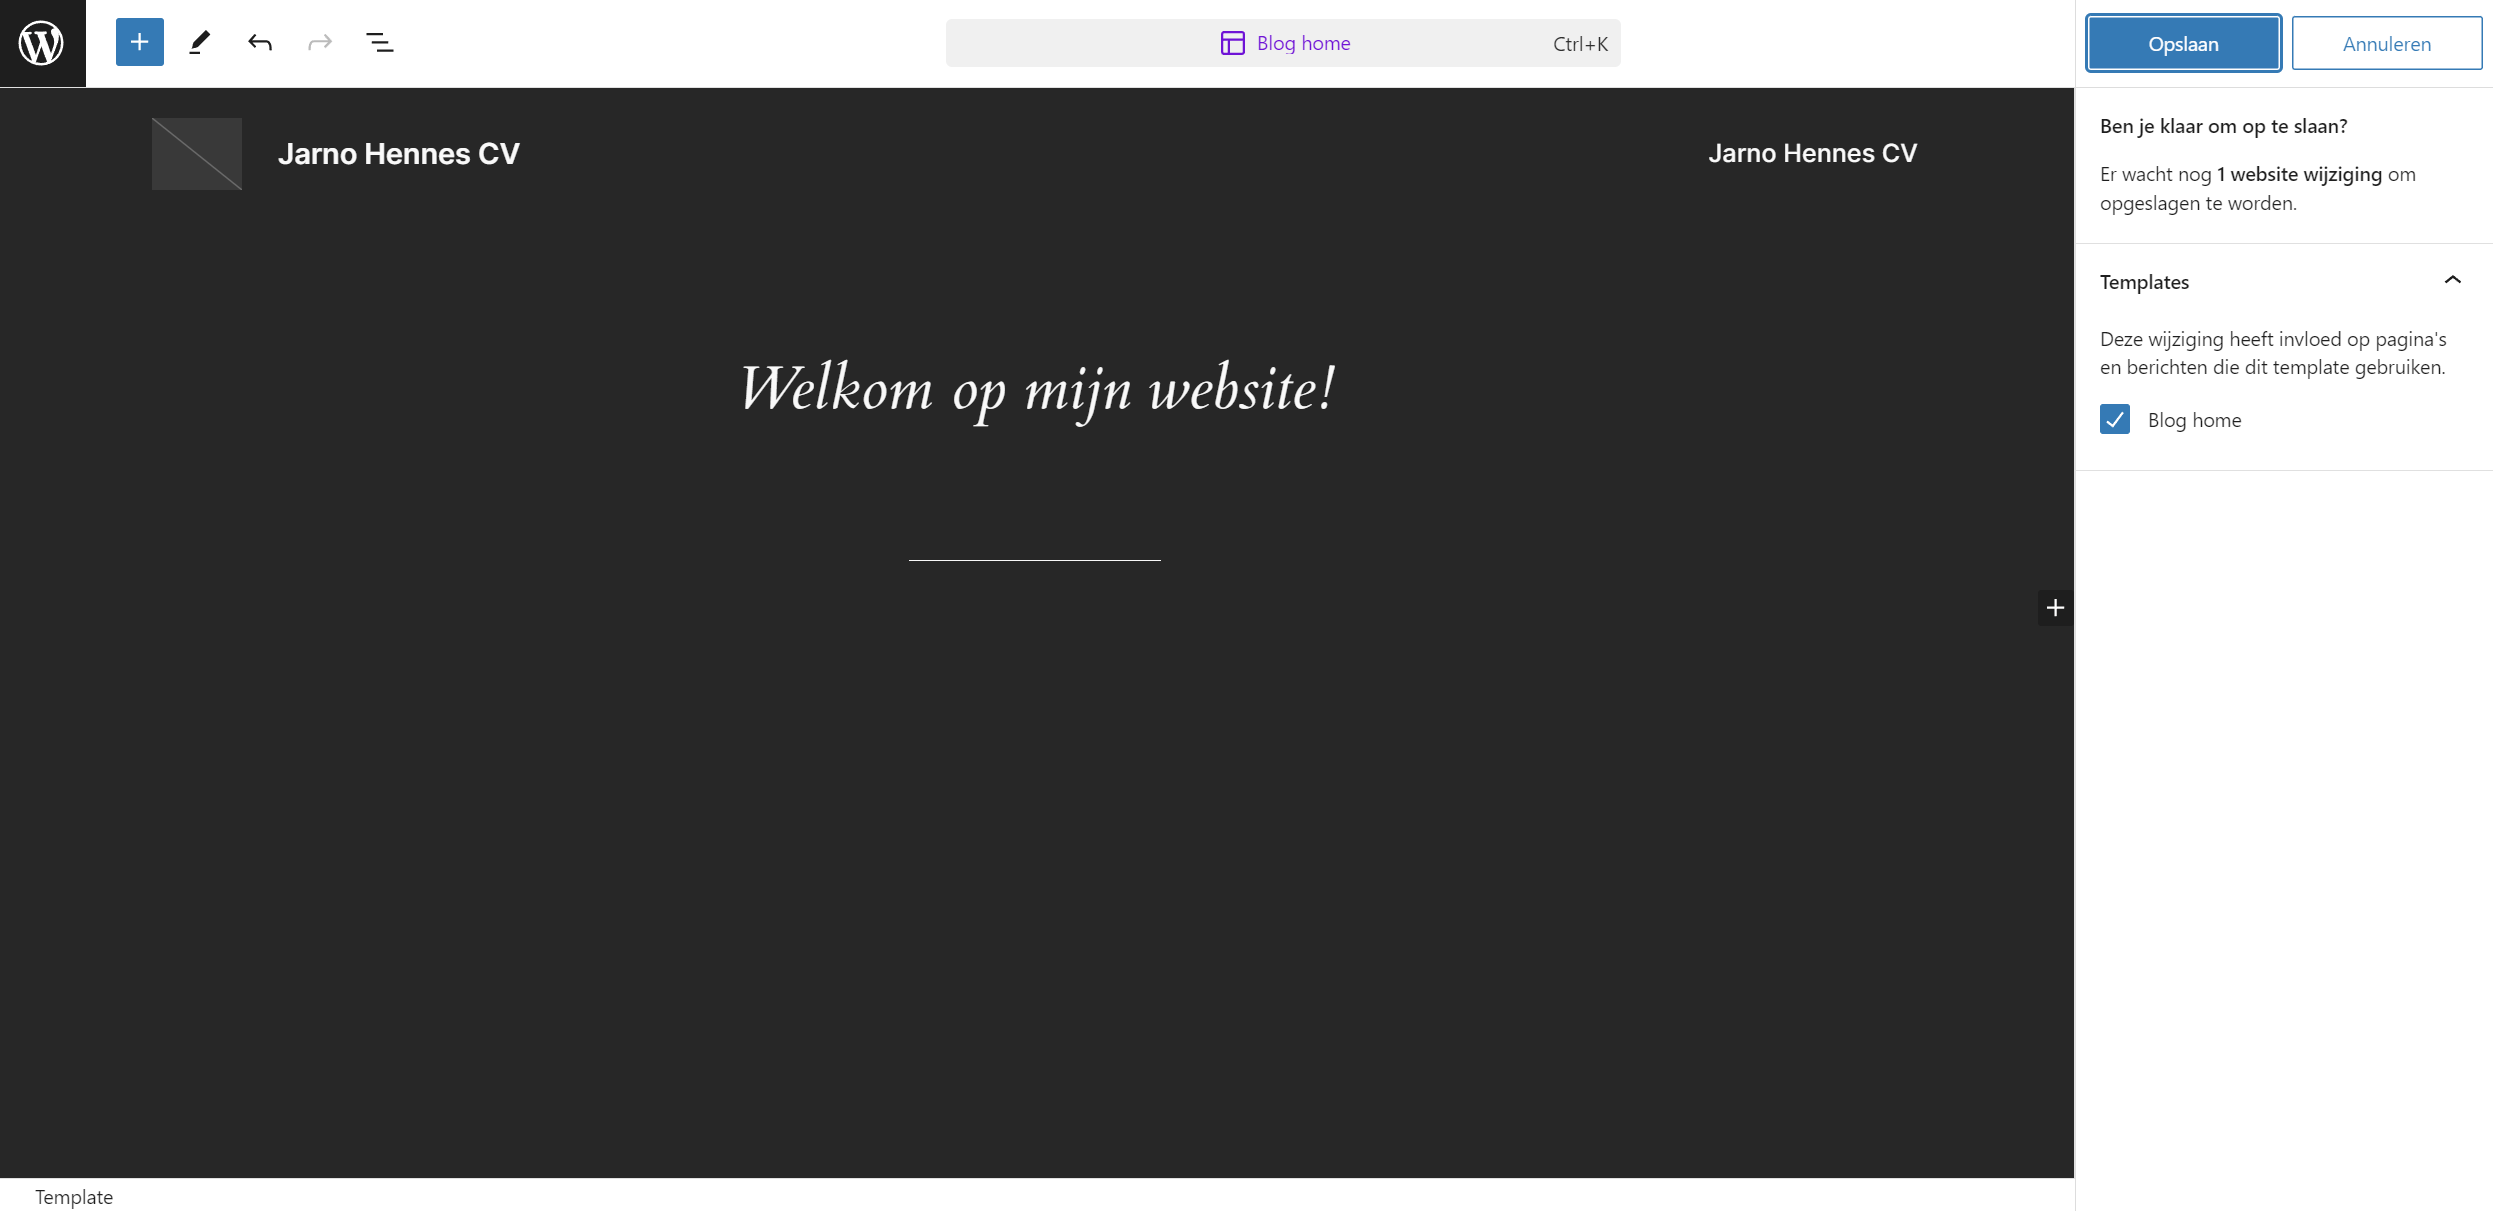 Blog home
Ctrl+K
Opslaan
Annuleren
Jarno Hennes CV
Jarno Hennes CV
Welkom op mijn website!
Ben je klaar om op te slaan?
Er wacht nog 1 website wijziging om
opgeslagen te worden.
Templates
Deze wijziging heeft invloed op pagina's
en berichten die dit template gebruiken.
Blog home
Template